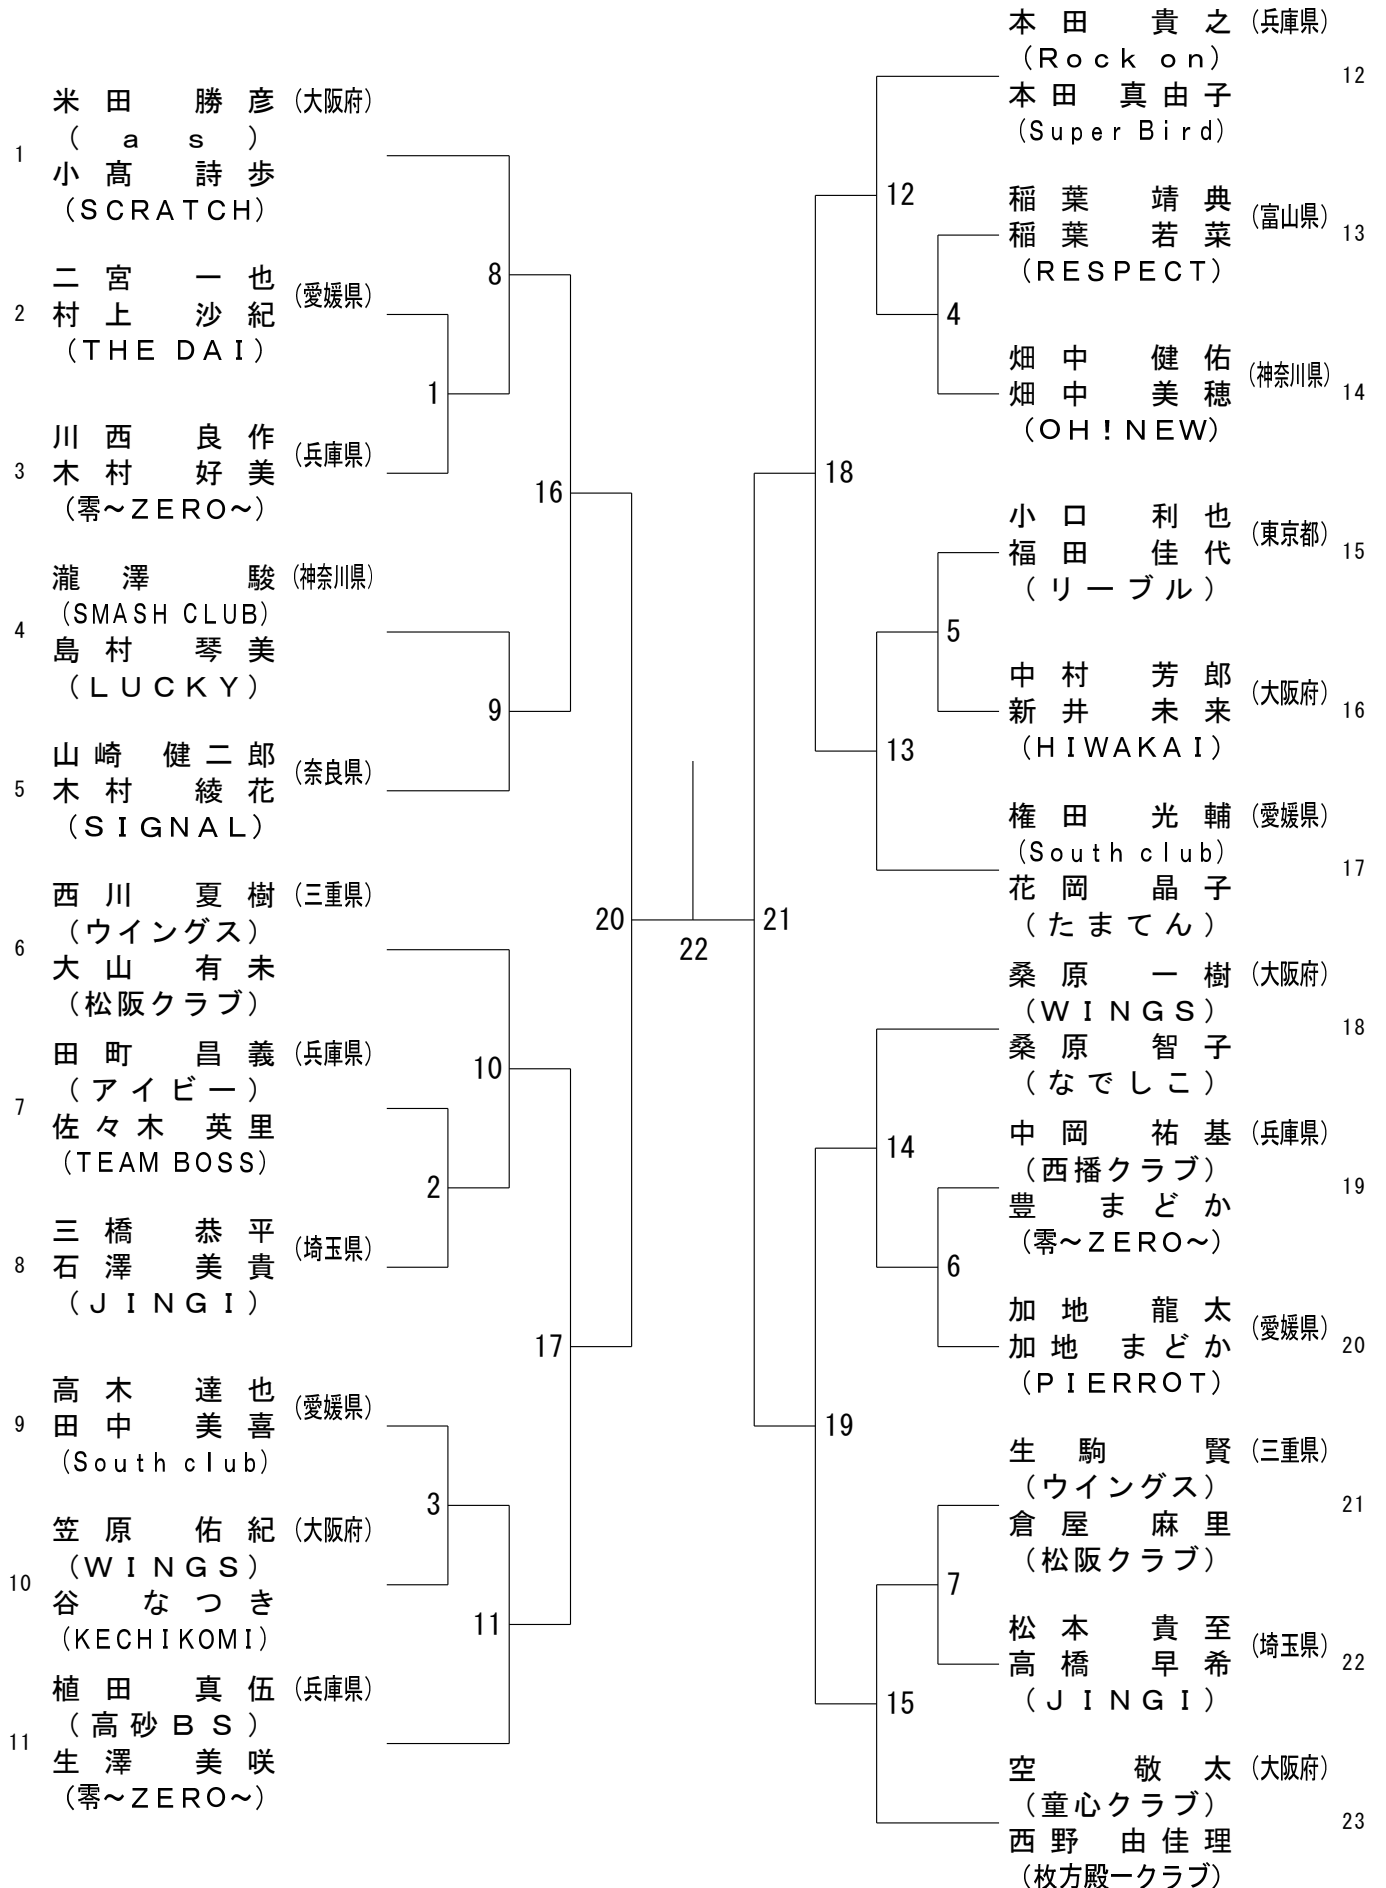 米田 勝彦 (大阪府)
(as)
1
小髙 詩歩
(SCRATCH)
二宮 一也
(愛媛県)
2
村上 沙紀
(THE DAI)
川西 良作
(兵庫県)
3
木村 好美
(零～ZERO～)
瀧澤 駿 (神奈川県)
(SMASH CLUB)
4
島村 琴美
(LUCKY)
山崎 健二郎
(奈良県)
5
木村 綾花
(SIGNAL)
西川 夏樹 (三重県)
(ウイングス)
6
大山 有未
(松阪クラブ)
田町 昌義 (兵庫県)
(アイビー)
7
佐々木 英里
(TEAM BOSS)
三橋 恭平
(埼玉県)
8
石澤 美貴
(JINGI)
高木 達也
(愛媛県)
9
田中 美喜
(South club)
笠原 佑紀 (大阪府)
(WINGS)
10
谷 なつき
(KECHIKOMI)
植田 真伍 (兵庫県)
(高砂BS)
11
生澤 美咲
(零～ZERO～)
8
1
16
9
20
10
2
17
3
11
22
21
12
4
18
5
13
14
6
19
7
15
本田 貴之 (兵庫県)
(Rock on)
12
本田 真由子
(Super Bird)
稲葉 靖典
(富山県)
13
稲葉 若菜
(RESPECT)
畑中 健佑
(神奈川県)
14
畑中 美穂
(OH!NEW)
小口 利也
(東京都)
15
福田 佳代
(リーブル)
中村 芳郎
(大阪府)
16
新井 未来
(HIWAKAI)
権田 光輔 (愛媛県)
(South club)
17
花岡 晶子
(たまてん)
桑原 一樹 (大阪府)
(WINGS)
18
桑原 智子
(なでしこ)
中岡 祐基 (兵庫県)
(西播クラブ)
19
豊 まどか
(零～ZERO～)
加地 龍太
(愛媛県)
20
加地 まどか
(PIERROT)
生駒 賢 (三重県)
(ウイングス)
21
倉屋 麻里
(松阪クラブ)
松本 貴至
(埼玉県)
22
高橋 早希
(JINGI)
空 敬太 (大阪府)
(童心クラブ)
23
西野 由佳理
(枚方殿一クラブ)